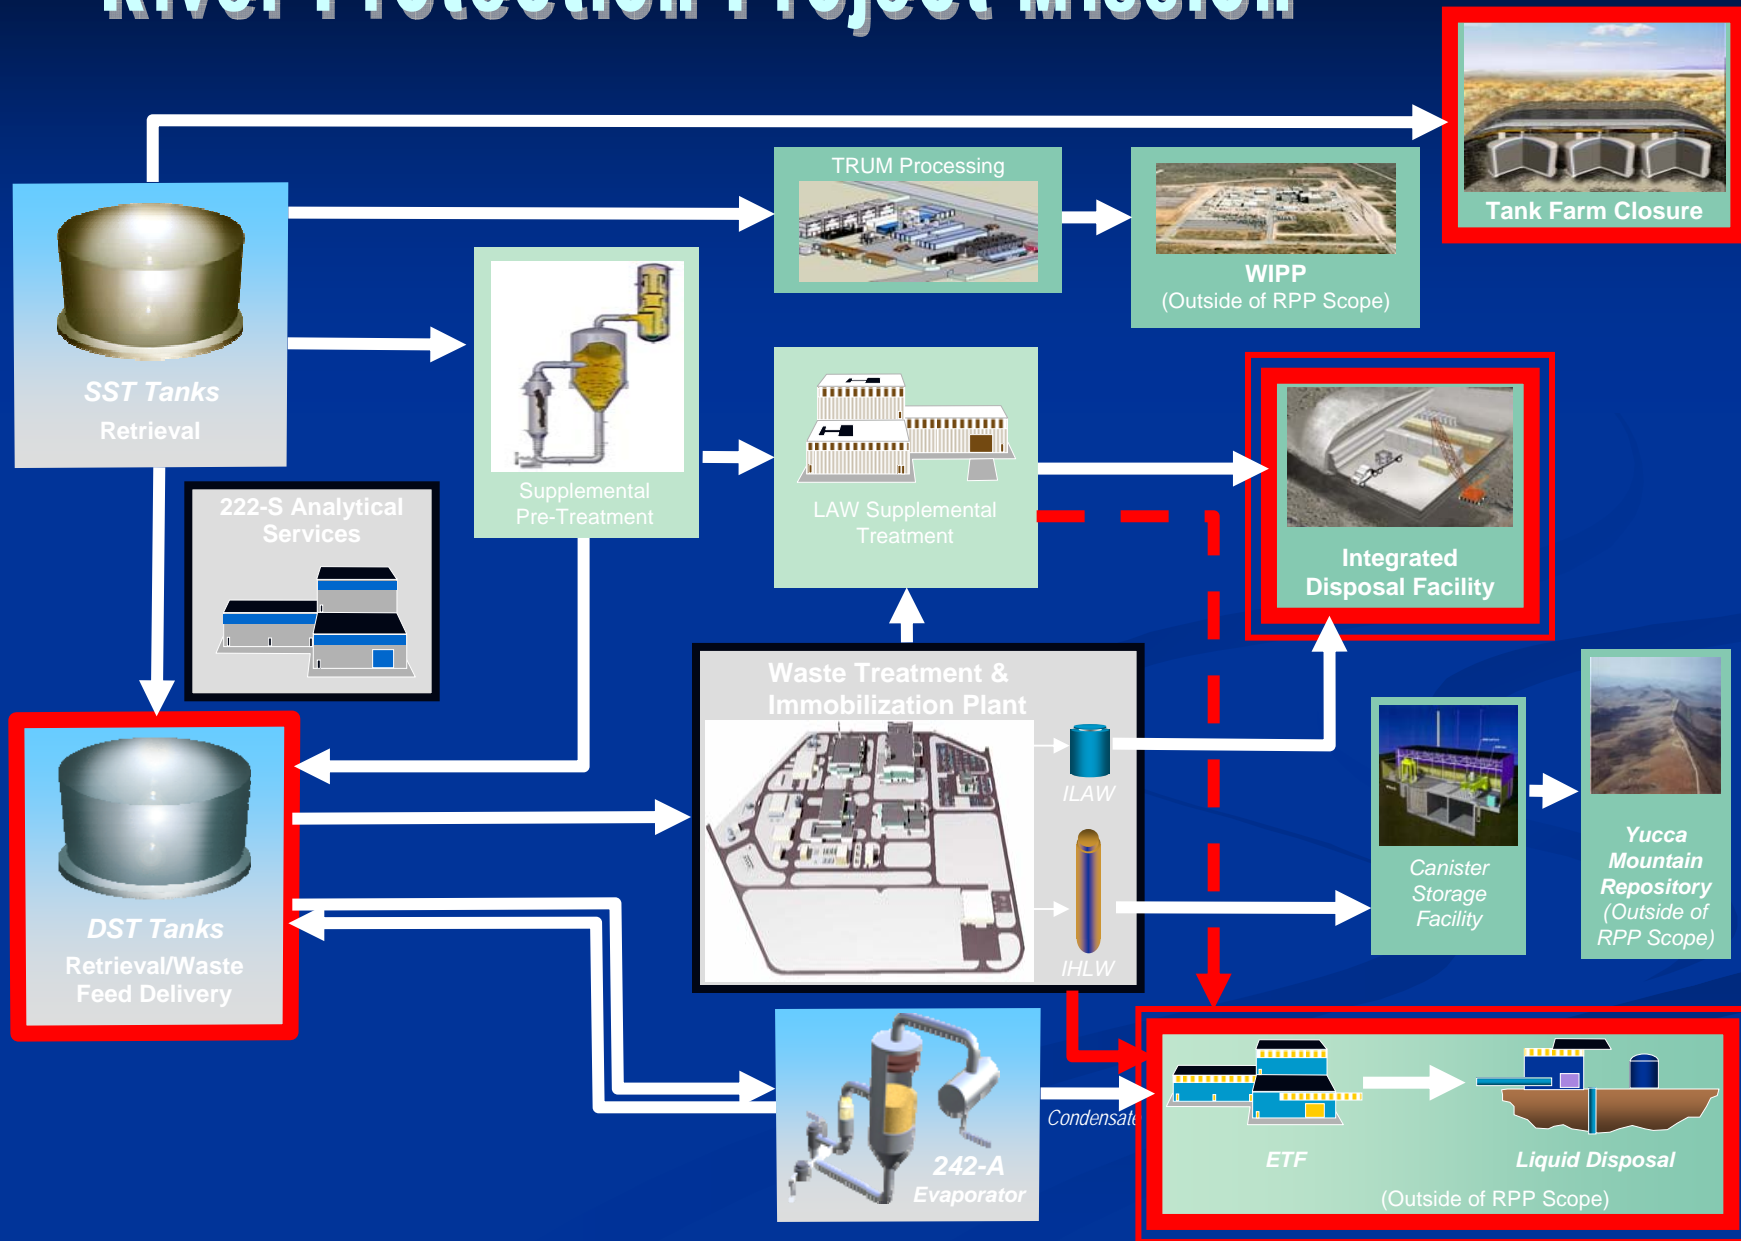 River Protection Project Mission
Tank Farm Closure
TRUM Processing
WIPP
(Outside of RPP Scope)
SST Tanks
Retrieval
Supplemental
Pre-Treatment
LAW Supplemental
Treatment
Integrated
Disposal Facility
222-S Analytical
Services
Waste Treatment &
Immobilization Plant
ILAW
IHLW
Canister
Storage
Facility
Yucca
Mountain
Repository
(Outside of
RPP Scope)
DST Tanks
Retrieval/Waste
Feed Delivery
242-A
Evaporator
Condensate
ETF
Liquid Disposal
(Outside of RPP Scope)